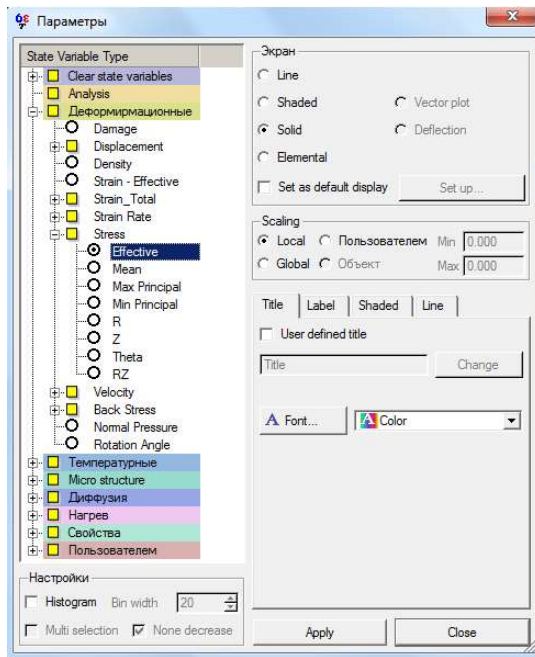 Параметры
State Variable Type
Clear state variables
Analysis
Деформирмационные
Damage
Displacement
Density
Strain - Effective
Strain_Total
Strain Rate
Stress
Effective
Mean
Max Principal
Min Principal
R
Z
Theta
RZ
Velocity
Back Stress
Normal Pressure
Rotation Angle
Температурные
Micro structure
Диффузия
Нагрев
Свойства
Пользователем
Настройки
Histogram Bin width 20
Multi selection None decrease
Экран
Line
Shaded Vector plot
Solid Deflection
Elemental
Set as default display Set up...
Scaling
Local Пользователем Min 0.000
Global Объект Max 0.000
Title Label Shaded Line
User defined title
Title Change
A Font... A Color
Apply Close